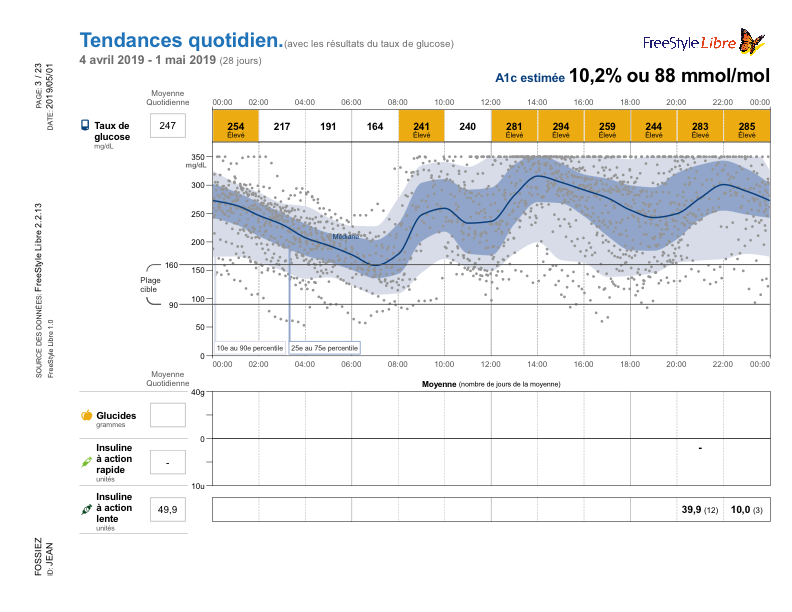 Tendances quotidien.(avec les résultats du taux de glucose)
4 avril 2019 - 1 mai 2019 (28 jours)
FreeStyle Libre
A1c estimée 10,2% ou 88 mmol/mol
PAGE: 3 / 23
DATE: 2019/05/01
SOURCE DES DONNÉES: FreeStyle Libre 2.2.13
FreeStyle Libre 1.0
FOSSIEZ
ID: JEAN
Moyenne
Quotidienne
00:00 02:00 04:00 06:00 08:00 10:00 12:00 14:00 16:00 18:00 20:00 22:00 00:00
Taux de
glucose
mg/dL
247
254 217 191 164 241 240 281 294 259 244 283 285
Élevé Élevé Élevé Élevé Élevé Élevé Élevé Élevé
350
mg/dL
300
250
200
Médiane
160
150
Plage
cible
100
90
50
0
10e au 90e percentile 25e au 75e percentile
00:00 02:00 04:00 06:00 08:00 10:00 12:00 14:00 16:00 18:00 20:00 22:00 00:00
Moyenne
Quotidienne
Moyenne (nombre de jours de la moyenne)
40g
Glucides
grammes
0
Insuline
à action
rapide
unités
-
-
10u
Insuline
à action
lente
unités
49,9
39,9 (12) 10,0 (3)